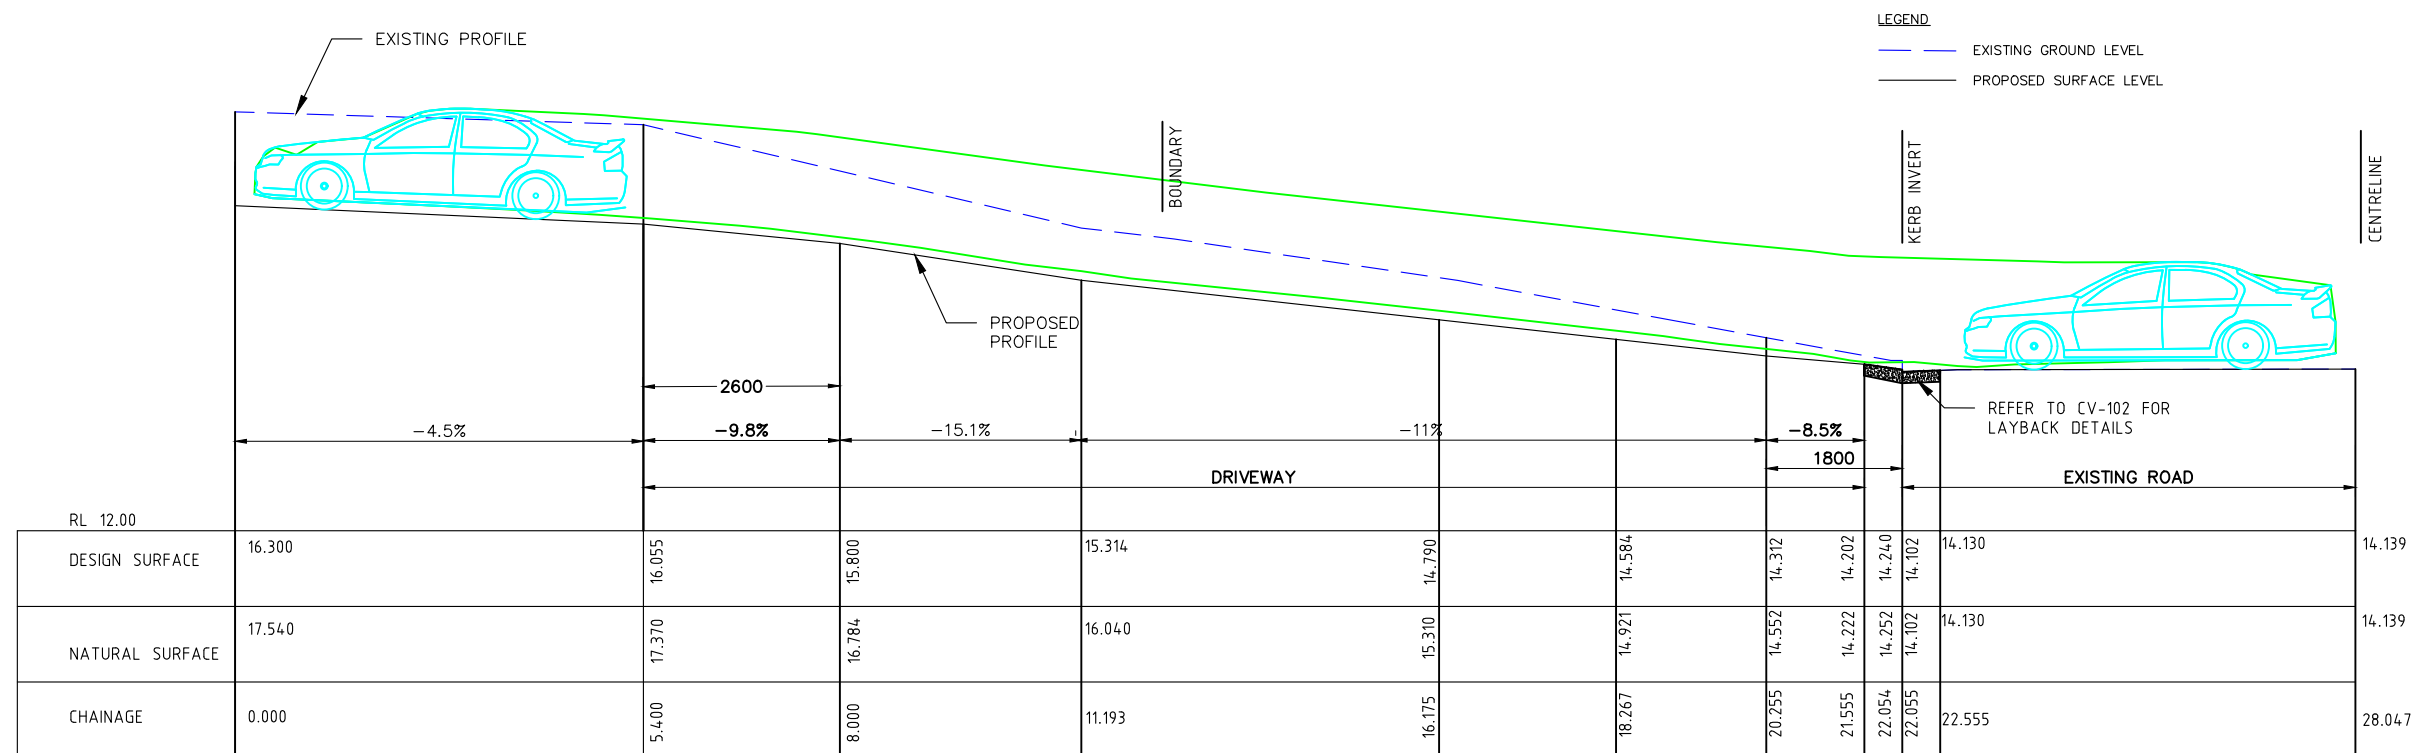 LEGEND
EXISTING GROUND LEVEL
PROPOSED SURFACE LEVEL
EXISTING PROFILE
BOUNDARY
KERB INVERT
CENTRELINE
PROPOSED
PROFILE
2600
-4.5%
-9.8%
-15.1%
-11%
-8.5%
1800
REFER TO CV-102 FOR
LAYBACK DETAILS
DRIVEWAY
EXISTING ROAD
RL 12.00
DESIGN SURFACE 16.300 16.055 15.800 15.314 14.790 14.584 14.312 14.202 14.240 14.102 14.130 14.139
NATURAL SURFACE 17.540 17.370 16.784 16.040 15.310 14.921 14.552 14.222 14.252 14.102 14.130 14.139
CHAINAGE 0.000 5.400 8.000 11.193 16.175 18.267 20.255 21.555 22.054 22.055 22.555 28.047